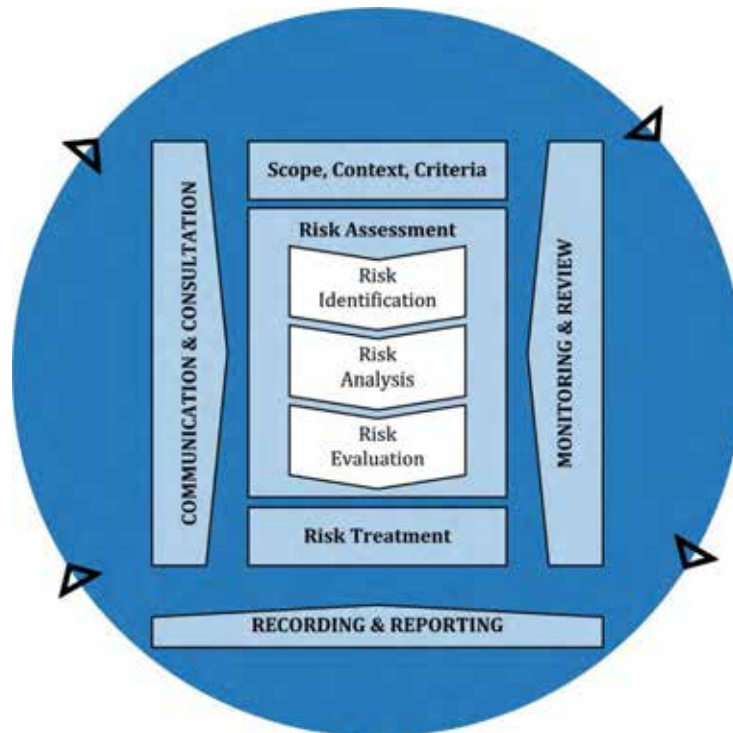 Scope, Context, Criteria
Risk Assessment
Risk
Identification
Risk
Analysis
Risk
Evaluation
Risk Treatment
COMMUNICATION & CONSULTATION
MONITORING & REVIEW
RECORDING & REPORTING